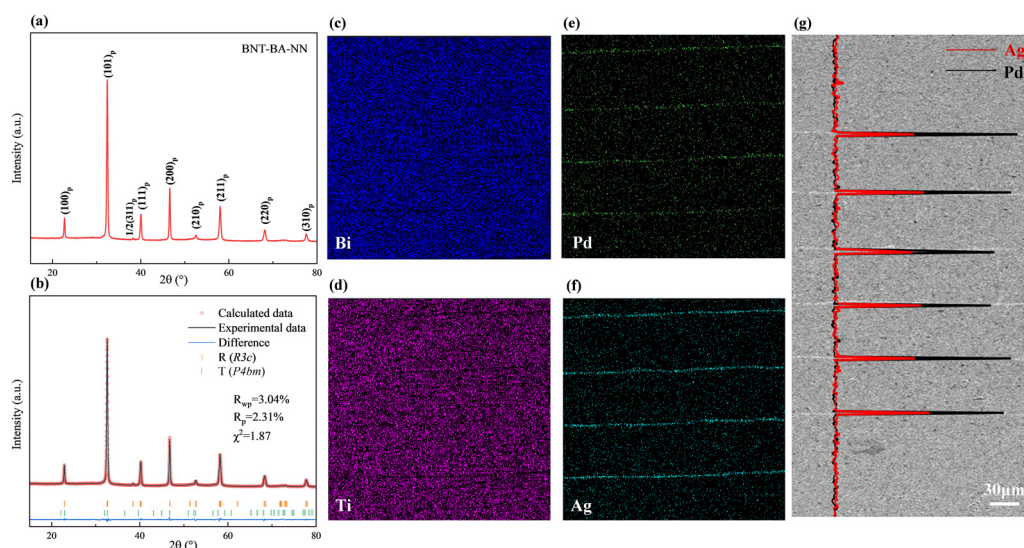 (a)
BNT-BA-NN
Intensity (a.u.)
(100)p
(101)p
1/2(311)p
(111)p
(200)p
(210)p
(211)p
(220)p
(310)p
20 40 60 80
2θ (°)
(b)
Calculated data
Experimental data
Difference
R (R3c)
T (P4bm)
Rwp=3.04%
Rp=2.31%
χ²=1.87
Intensity (a.u.)
20 40 60 80
2θ (°)
(c)
Bi
(d)
Ti
(e)
Pd
(f)
Ag
(g)
Ag
Pd
30μm